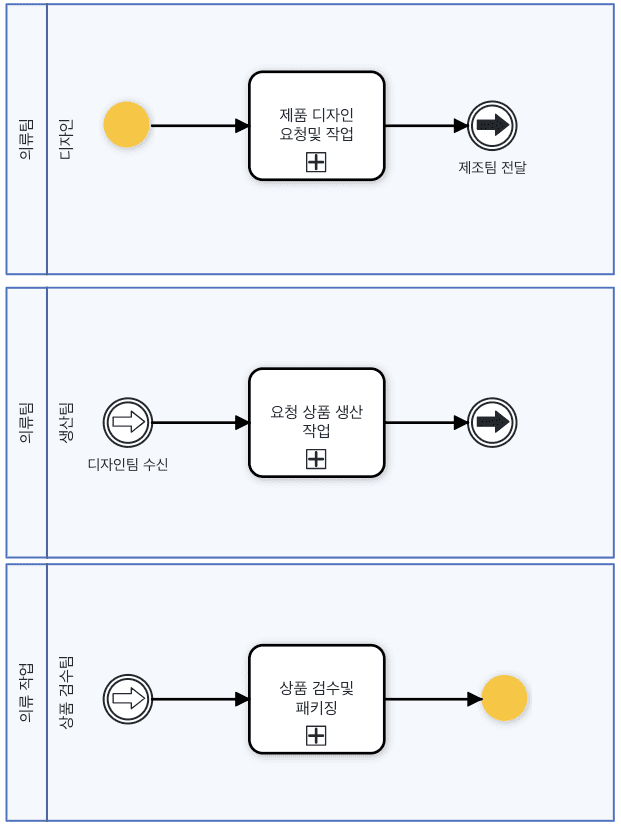 의류팀
디자인
제품 디자인
요청및 작업
제조팀 전달
의류팀
생산팀
디자인팀 수신
요청 상품 생산
작업
의류 작업
상품 검수팀
상품 검수및
패키징